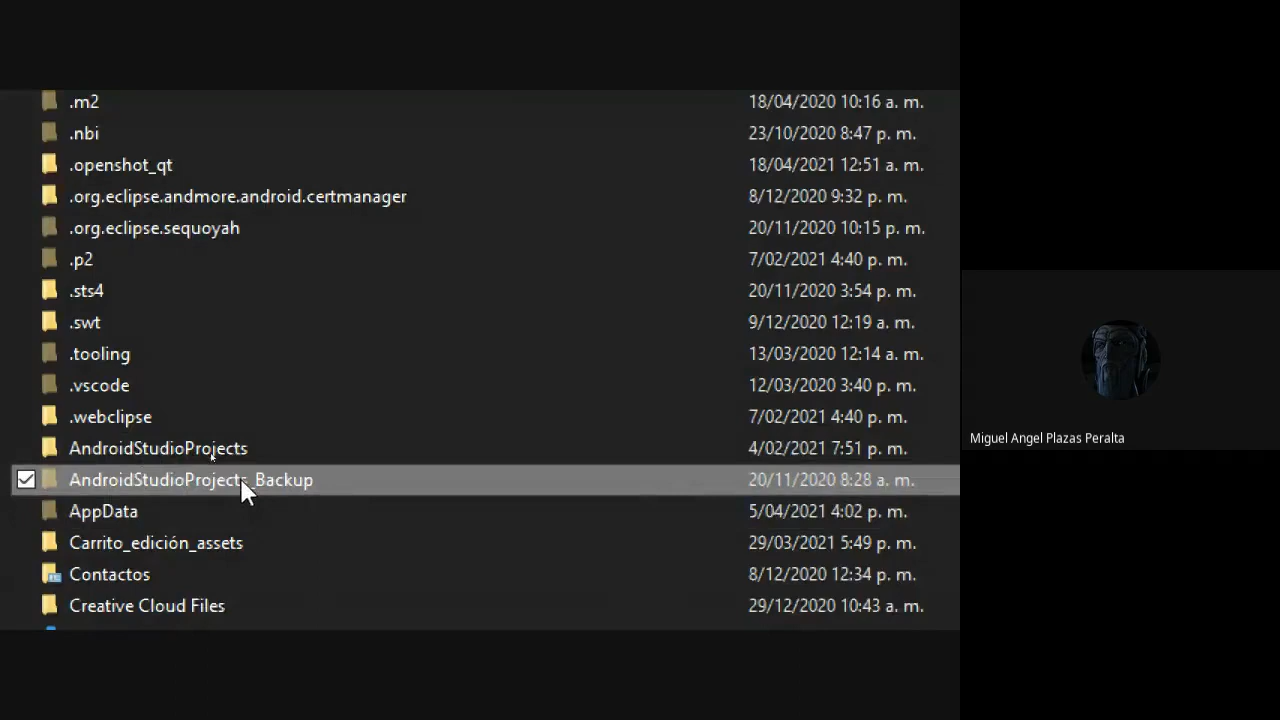 .m2 18/04/2020 10:16 a. m.
.nbi 23/10/2020 8:47 p. m.
.openshot_qt 18/04/2021 12:51 a. m.
.org.eclipse.andmore.android.certmanager 8/12/2020 9:32 p. m.
.org.eclipse.sequoyah 20/11/2020 10:15 p. m.
.p2 7/02/2021 4:40 p. m.
.sts4 20/11/2020 3:54 p. m.
.swt 9/12/2020 12:19 a. m.
.tooling 13/03/2020 12:14 a. m.
.vscode 12/03/2020 3:40 p. m.
.webclipse 7/02/2021 4:40 p. m.
AndroidStudioProjects 4/02/2021 7:51 p. m.
AndroidStudioProjects_Backup 20/11/2020 8:28 a. m.
AppData 5/04/2021 4:02 p. m.
Carrito_edición_assets 29/03/2021 5:49 p. m.
Contactos 8/12/2020 12:34 p. m.
Creative Cloud Files 29/12/2020 10:43 a. m.
Miguel Angel Plazas Peralta